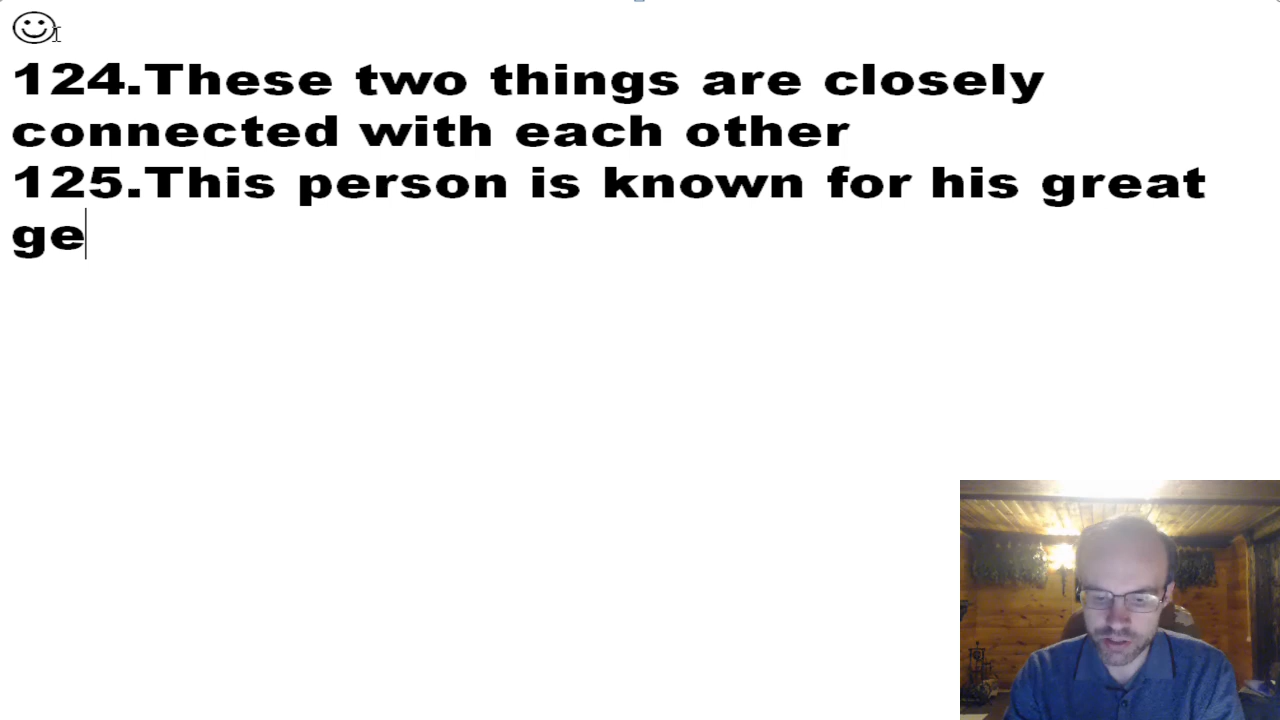 124.These two things are closely
connected with each other
125.This person is known for his great
ge